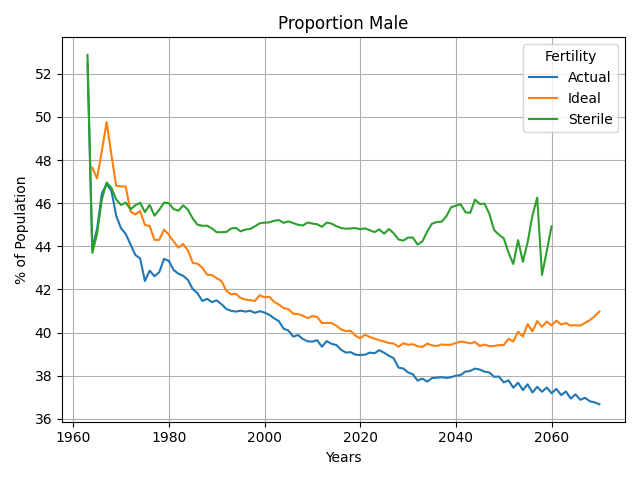 Proportion Male
Fertility
Actual
Ideal
Sterile
% of Population
52
50
48
46
44
42
40
38
36
1960
1980
2000
2020
2040
2060
Years